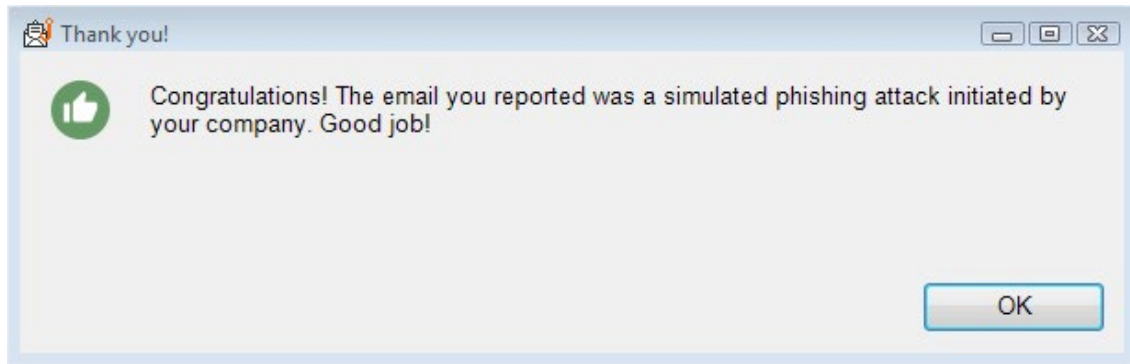 Thank you!
Congratulations! The email you reported was a simulated phishing attack initiated by
your company. Good job!
OK